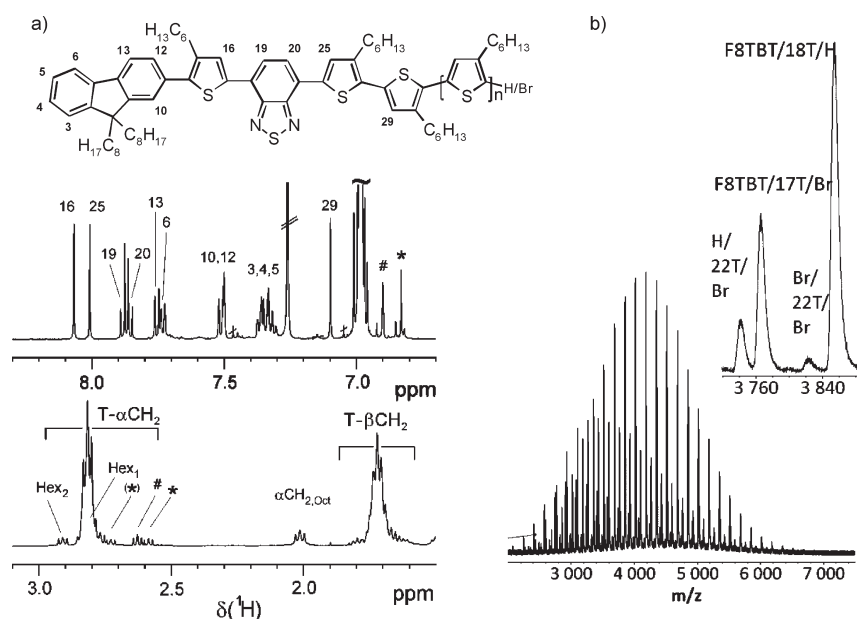 a)
H₁₃C₆
6 13 12 16 19 20 25 C₆H₁₃ C₆H₁₃
5
S S S S n H/Br
4 10 N N 29 C₆H₁₃
3 S
C₈H₁₇
H₁₇C₈
16 25 13 6 29
19 20 10,12 3,4,5 # *
8.0 7.5 7.0 ppm
T-αCH₂ T-βCH₂
Hex₂ Hex₁ (*) # * αCH₂,Oct
3.0 2.5 2.0 ppm
δ(¹H)
b)
F8TBT/18T/H
F8TBT/17T/Br
H/
22T/
Br
Br/
22T/
Br
3 760 3 840
3 000 4 000 5 000 6 000 7 000
m/z